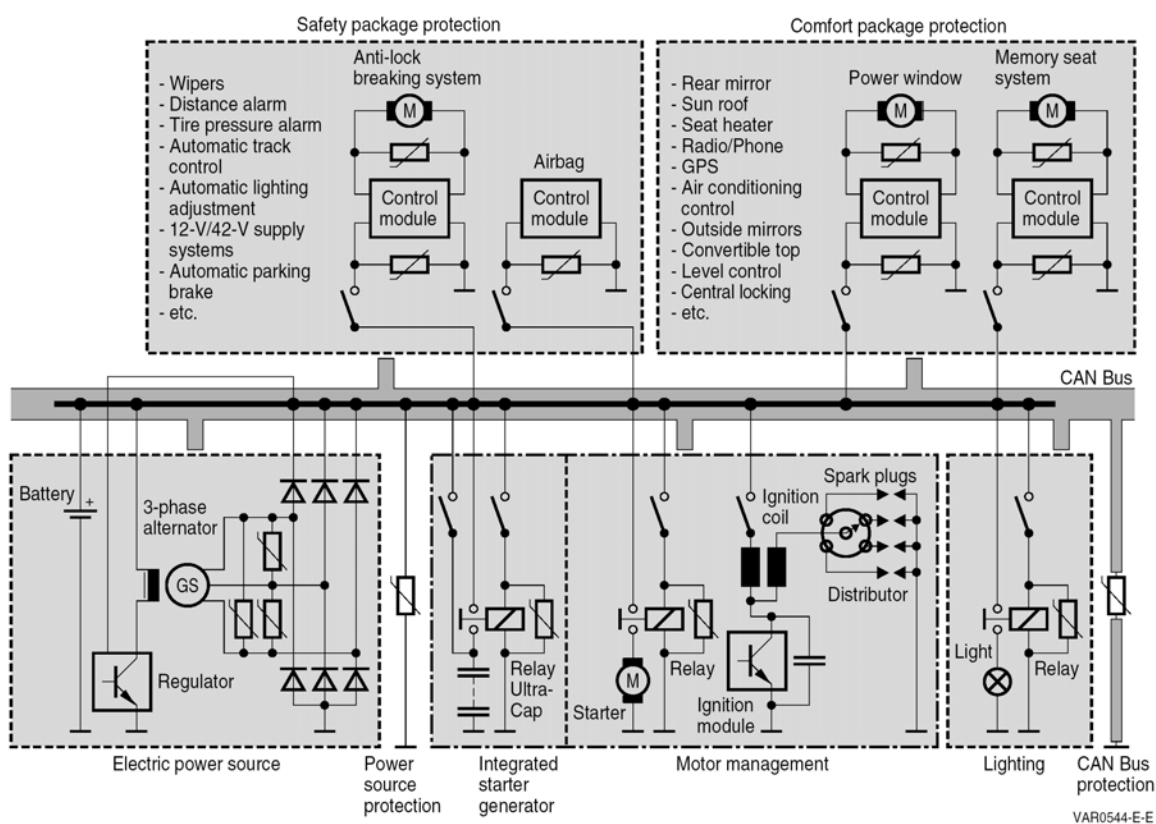 Safety package protection
Comfort package protection
Anti-lock
breaking system
- Wipers
- Distance alarm
- Tire pressure alarm
- Automatic track
control
- Automatic lighting
adjustment
- 12-V/42-V supply
systems
- Automatic parking
brake
- etc.
M
Control
module
Airbag
Control
module
- Rear mirror
- Sun roof
- Seat heater
- Radio/Phone
- GPS
- Air conditioning
control
- Outside mirrors
- Convertible top
- Level control
- Central locking
- etc.
Power window
M
Control
module
Memory seat
system
M
Control
module
CAN Bus
Battery
+
3-phase
alternator
GS
Regulator
Relay
Ultra-
Cap
M
Starter
Relay
Ignition
coil
Spark plugs
Distributor
Ignition
module
Light
Relay
Electric power source
Power
source
protection
Integrated
starter
generator
Motor management
Lighting
CAN Bus
protection
VAR0544-E-E